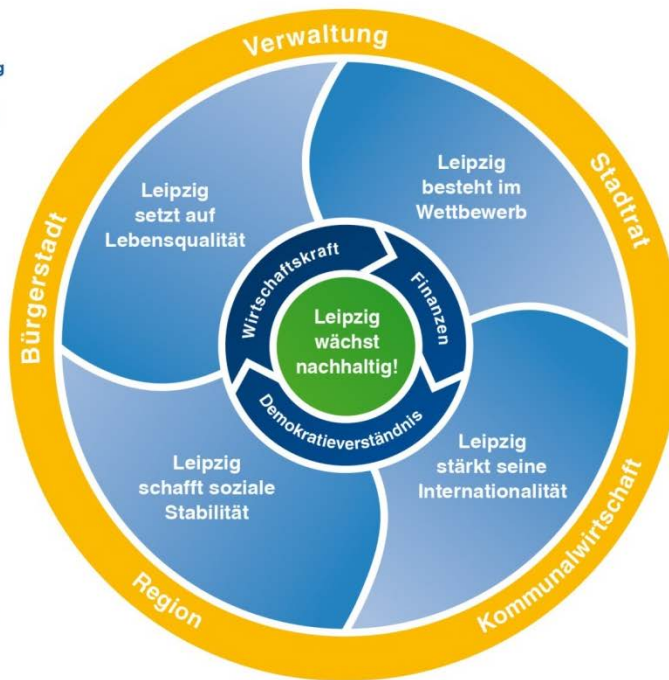 Verwaltung
Stadtrat
Kommunalwirtschaft
Region
Bürgerstadt
Leipzig
setzt auf
Lebensqualität
Leipzig
besteht im
Wettbewerb
Wirtschaftskraft
Finanzen
Demokratieverständnis
Leipzig
wächst
nachhaltig!
Leipzig
schafft soziale
Stabilität
Leipzig
stärkt seine
Internationalität